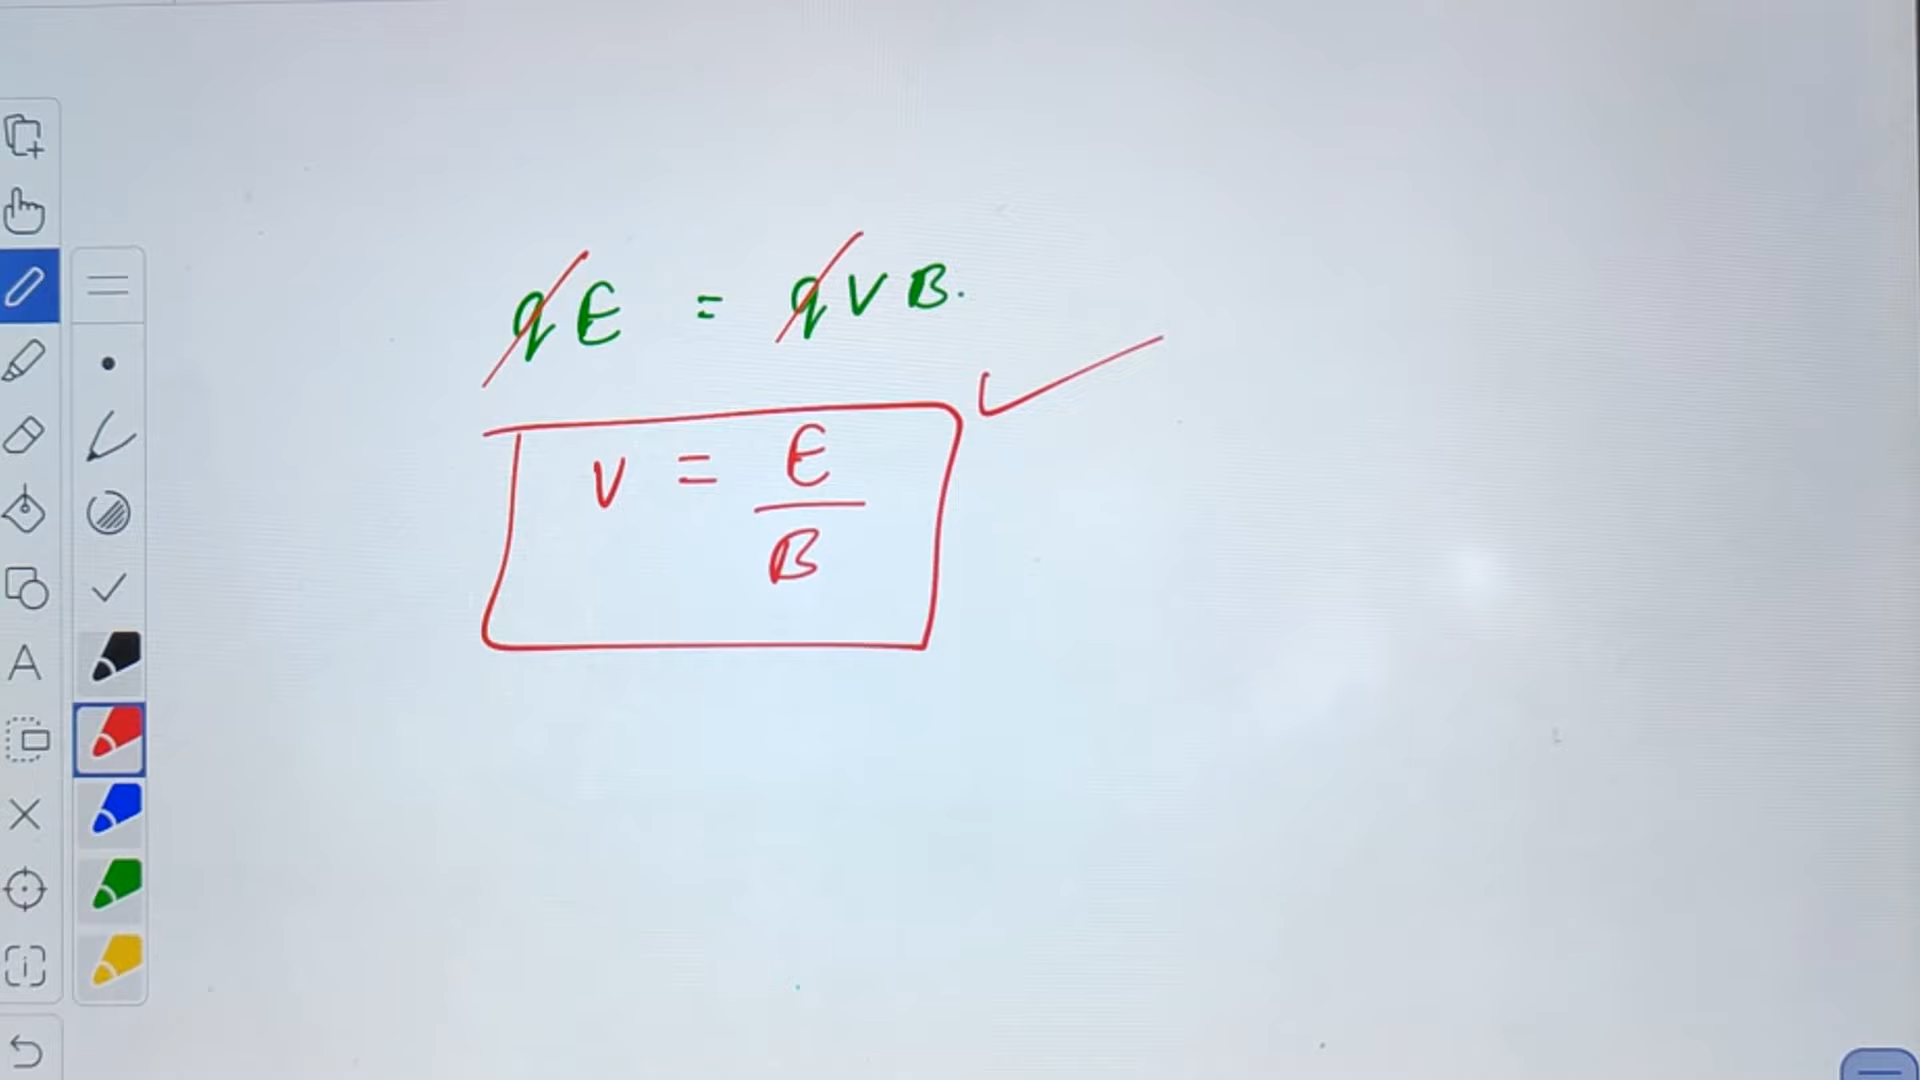 qE = qVB.
V = E
B
A